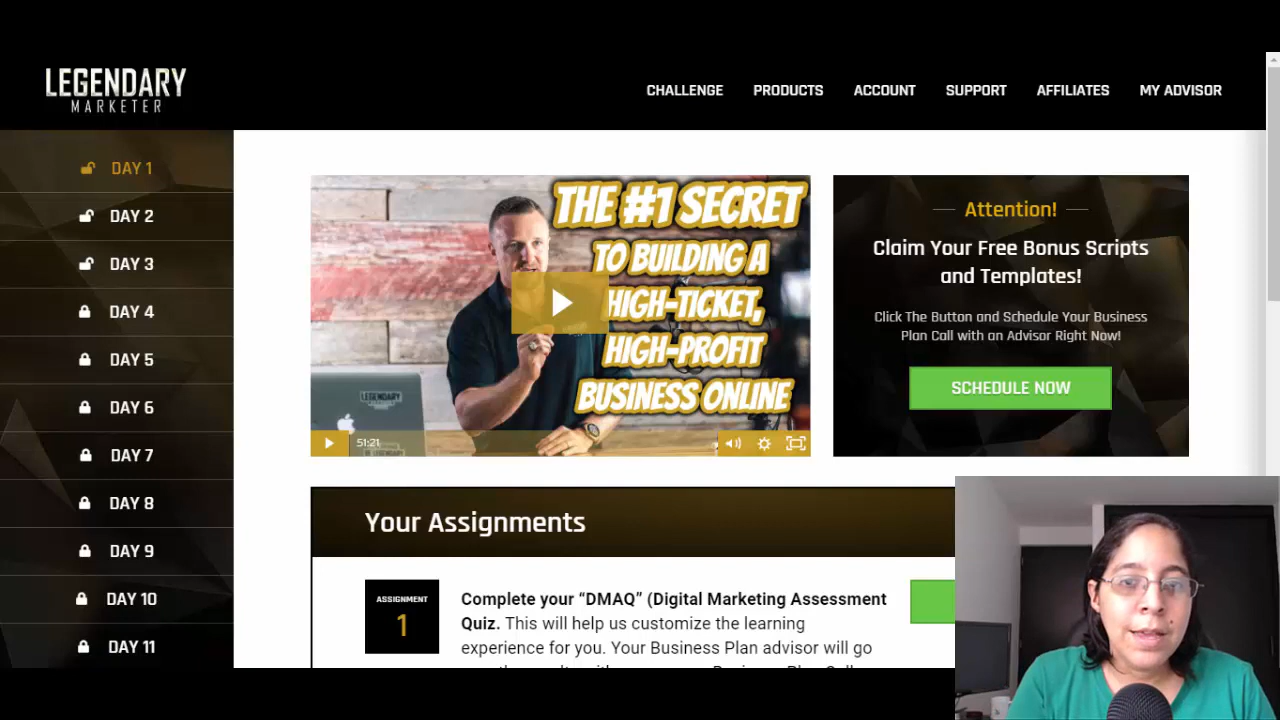 LEGENDARY
MARKETER
CHALLENGE PRODUCTS ACCOUNT SUPPORT AFFILIATES MY ADVISOR
DAY 1
DAY 2
DAY 3
DAY 4
DAY 5
DAY 6
DAY 7
DAY 8
DAY 9
DAY 10
DAY 11
THE #1 SECRET
TO BUILDING A
HIGH-TICKET,
HIGH-PROFIT
BUSINESS ONLINE
LEGENDARY
51:21
Attention!
Claim Your Free Bonus Scripts
and Templates!
Click The Button and Schedule Your Business
Plan Call with an Advisor Right Now!
SCHEDULE NOW
Your Assignments
ASSIGNMENT
1
Complete your “DMAQ” (Digital Marketing Assessment
Quiz. This will help us customize the learning
experience for you. Your Business Plan advisor will go